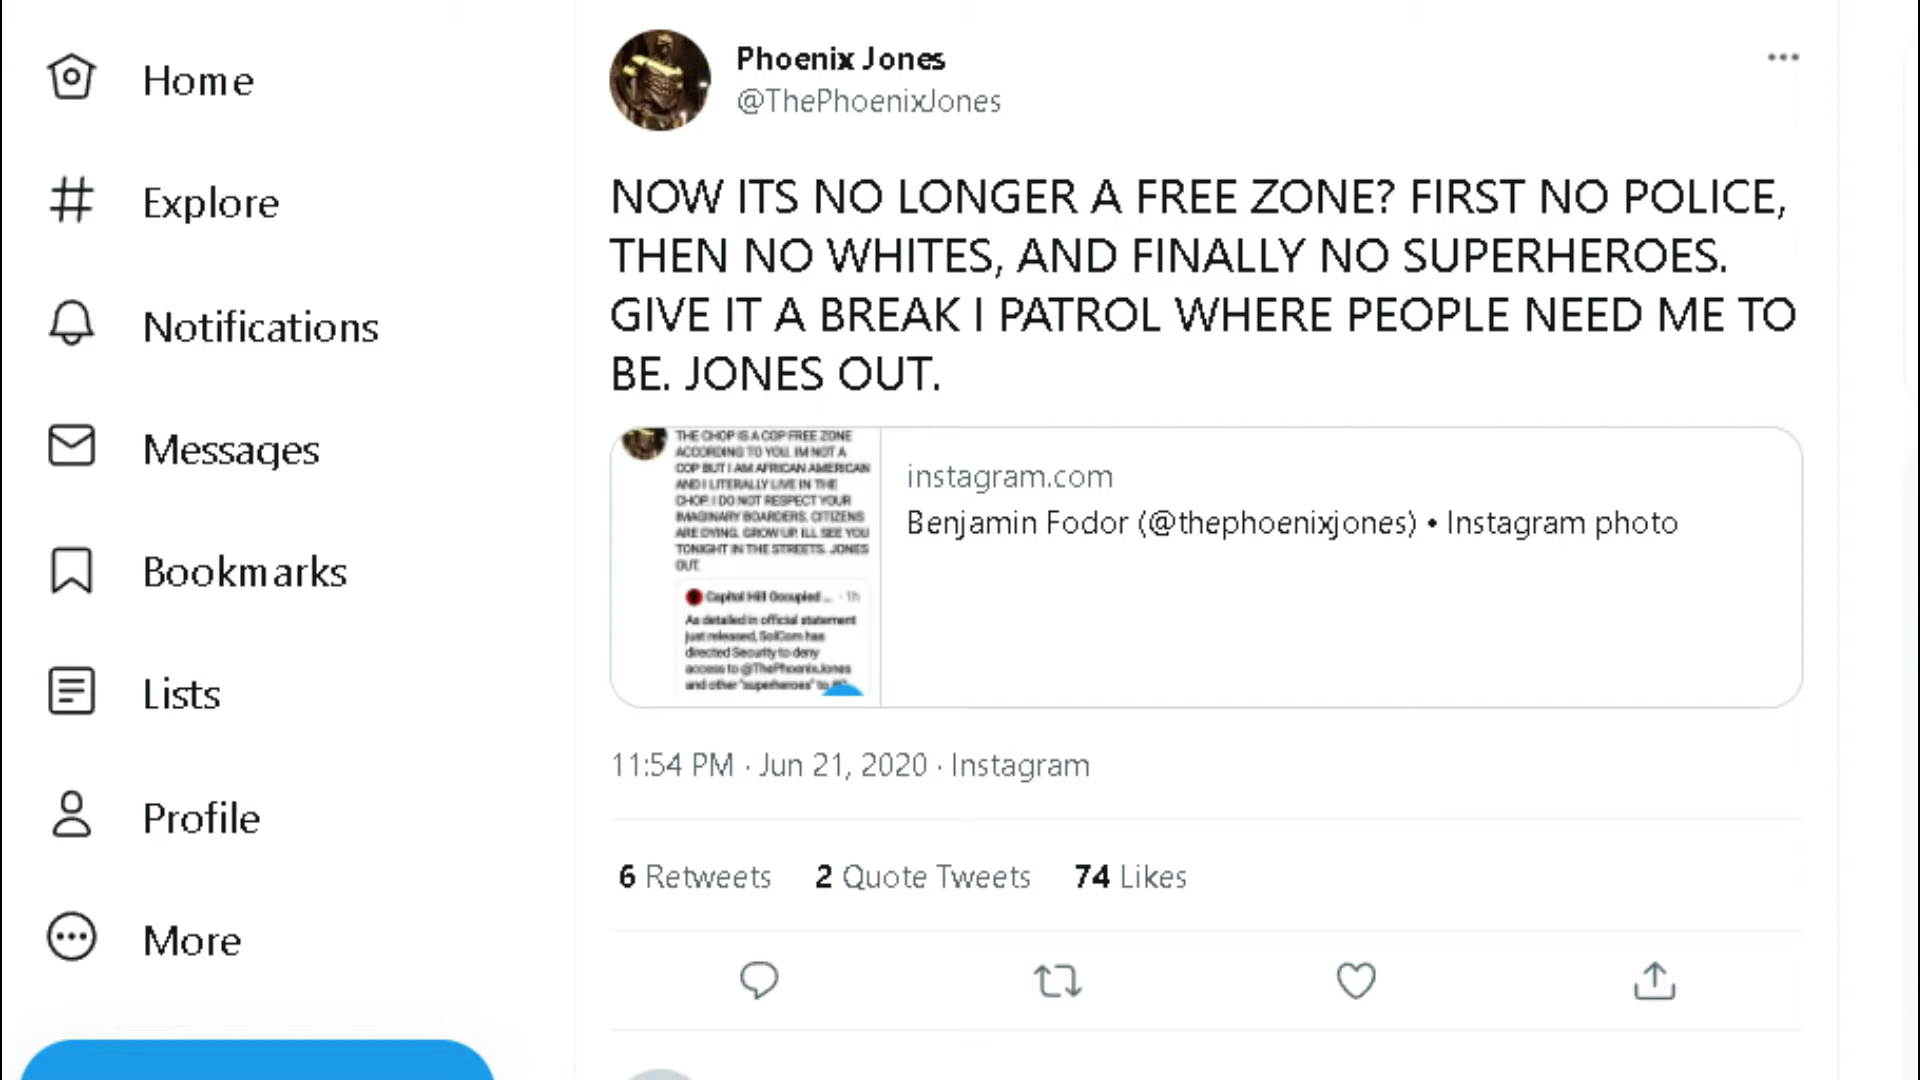 Home
Explore
Notifications
Messages
Bookmarks
Lists
Profile
More
Phoenix Jones
@ThePhoenixJones
NOW ITS NO LONGER A FREE ZONE? FIRST NO POLICE,
THEN NO WHITES, AND FINALLY NO SUPERHEROES.
GIVE IT A BREAK I PATROL WHERE PEOPLE NEED ME TO
BE. JONES OUT.
THE CHOP IS A COP FREE ZONE
ACCORDING TO YOU. IM NOT A
COP BUT I AM AFRICAN AMERICAN
AND I LITERALLY LIVE IN THE
CHOP. I DO NOT RESPECT YOUR
IMAGINARY BOARDERS. CITIZENS
ARE DYING. GROW UP. ILL SEE YOU
TONIGHT IN THE STREETS. JONES
OUT.
Capitol Hill Occupied ... · 1h
As detailed in official statement
just released, SolCom has
directed Security to deny
access to @ThePhoenixJones
and other "superheroes" to
instagram.com
Benjamin Fodor (@thephoenixjones) • Instagram photo
11:54 PM · Jun 21, 2020 · Instagram
6 Retweets 2 Quote Tweets 74 Likes